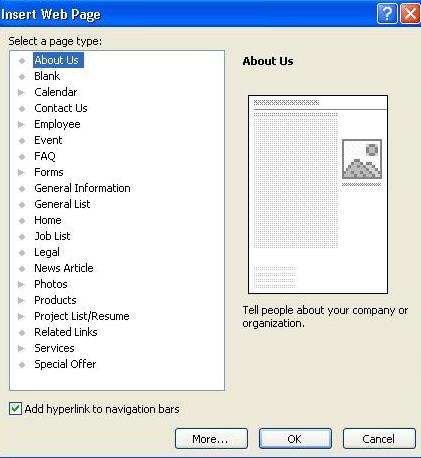 Insert Web Page
Select a page type:
About Us
Blank
Calendar
Contact Us
Employee
Event
FAQ
Forms
General Information
General List
Home
Job List
Legal
News Article
Photos
Products
Project List/Resume
Related Links
Services
Special Offer
About Us
Tell people about your company or
organization.
Add hyperlink to navigation bars
More...
OK
Cancel